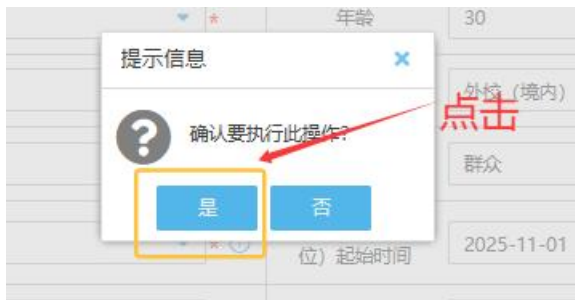 * 年龄 30
提示信息 ×
外校（境内）
点击
确认要执行此操作?
群众
是 否
* 位）起始时间 2025-11-01